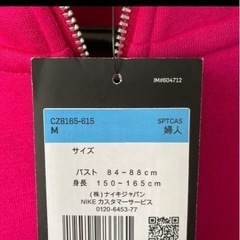 IM#604712
CZ8165-615
SPTCAS
M
婦人
サイズ
バスト 84~88cm
身長 150~165cm
(株)ナイキジャパン
NIKE カスタマーサービス
0120-6453-77